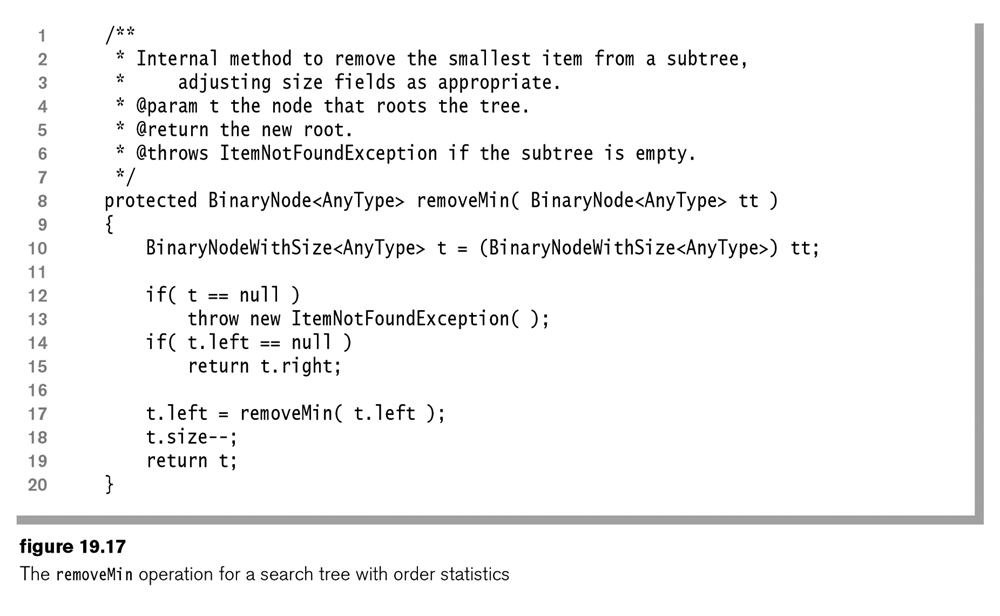 1 /**
2 * Internal method to remove the smallest item from a subtree,
3 * adjusting size fields as appropriate.
4 * @param t the node that roots the tree.
5 * @return the new root.
6 * @throws ItemNotFoundException if the subtree is empty.
7 */
8 protected BinaryNode<AnyType> removeMin( BinaryNode<AnyType> tt )
9 {
10 BinaryNodeWithSize<AnyType> t = (BinaryNodeWithSize<AnyType>) tt;
11
12 if( t == null )
13 throw new ItemNotFoundException( );
14 if( t.left == null )
15 return t.right;
16
17 t.left = removeMin( t.left );
18 t.size--;
19 return t;
20 }
figure 19.17
The removeMin operation for a search tree with order statistics